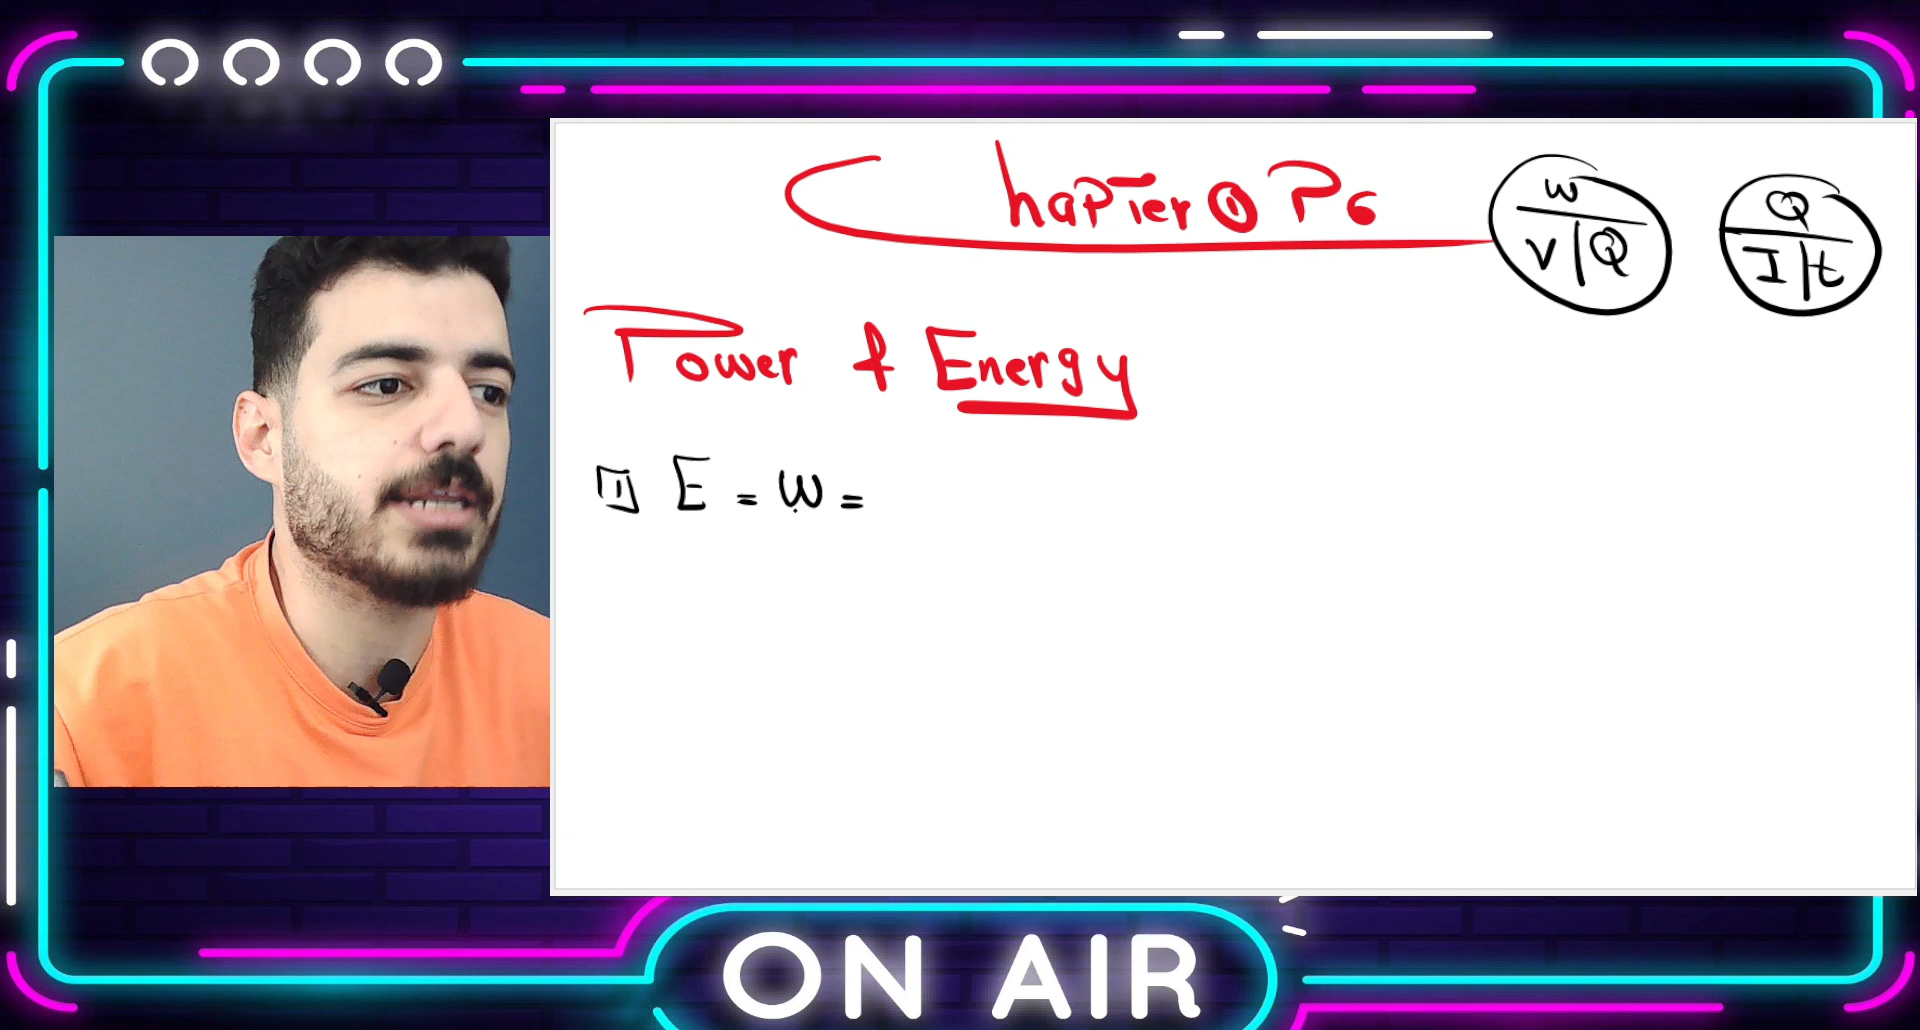 Chapter ① P6
W
V | Q
Q
I | t
Power & Energy
1 E = W =
ON AIR